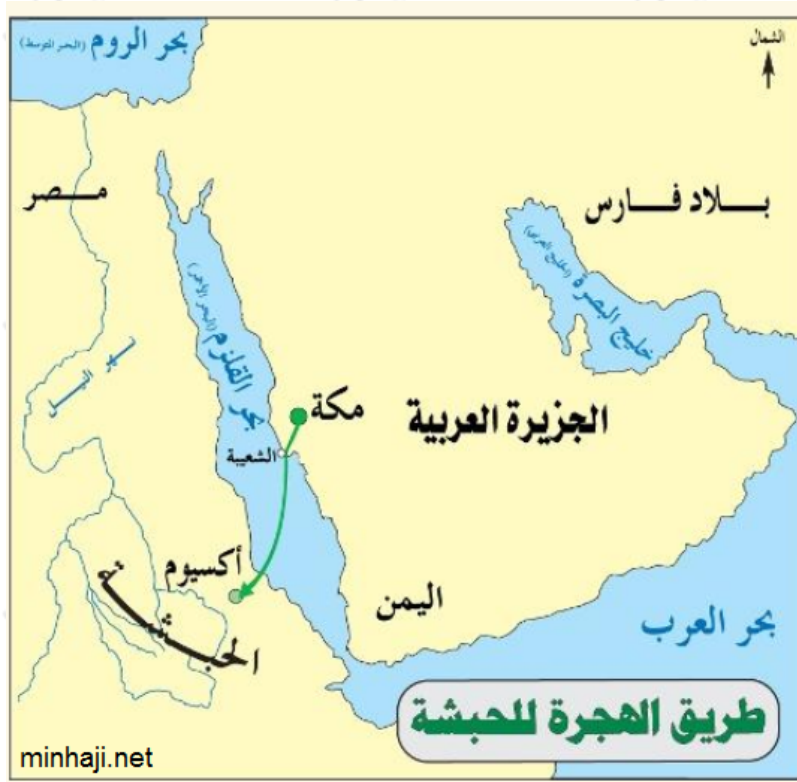 الشمال
بحر الروم (البحر المتوسط)
مصر
بلاد فارس
خليج البصرة (الخليج العربي)
بحر القلزم (البحر الأحمر)
نهر النيل
مكة
الجزيرة العربية
الشعيبة
أكسيوم
الحبشة
اليمن
بحر العرب
طريق الهجرة للحبشة
minhaji.net